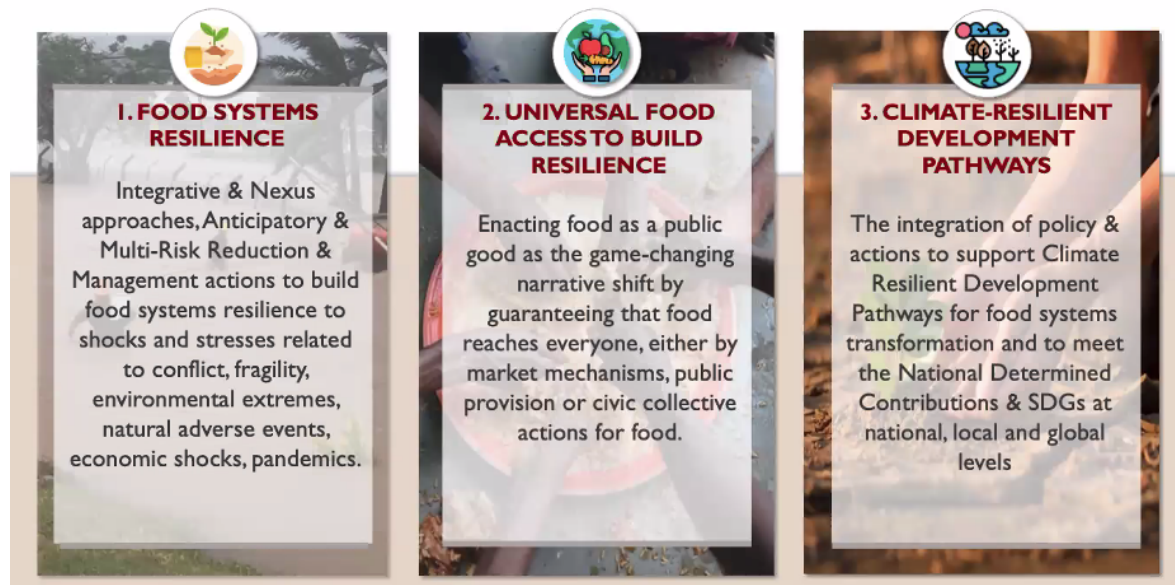 1. FOOD SYSTEMS
RESILIENCE
Integrative & Nexus
approaches, Anticipatory &
Multi-Risk Reduction &
Management actions to build
food systems resilience to
shocks and stresses related
to conflict, fragility,
environmental extremes,
natural adverse events,
economic shocks, pandemics.
2. UNIVERSAL FOOD
ACCESS TO BUILD
RESILIENCE
Enacting food as a public
good as the game-changing
narrative shift by
guaranteeing that food
reaches everyone, either by
market mechanisms, public
provision or civic collective
actions for food.
3. CLIMATE-RESILIENT
DEVELOPMENT
PATHWAYS
The integration of policy &
actions to support Climate
Resilient Development
Pathways for food systems
transformation and to meet
the National Determined
Contributions & SDGs at
national, local and global
levels